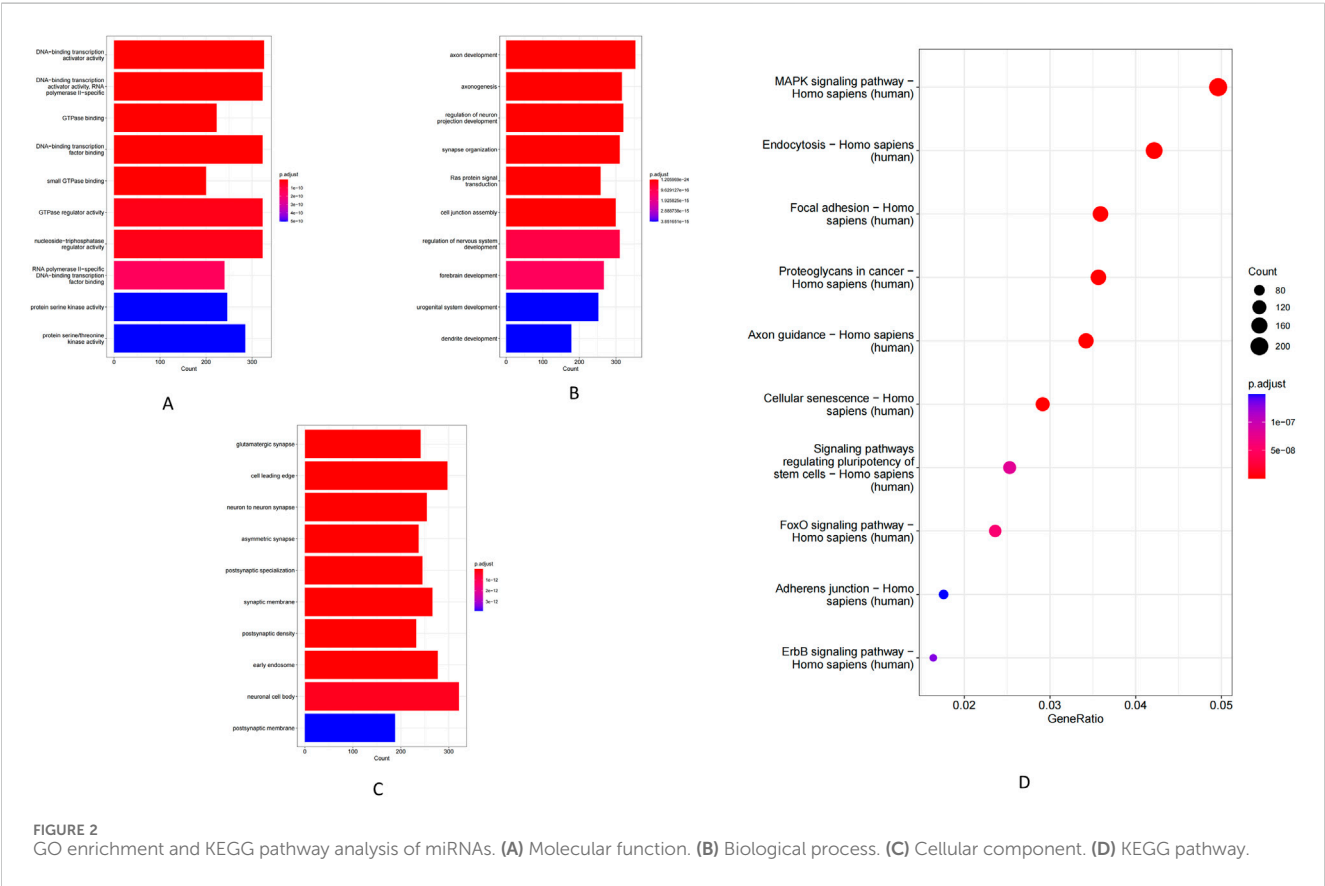 DNA−binding transcription
activator activity
DNA−binding transcription
activator activity, RNA
polymerase II−specific
GTPase binding
DNA−binding transcription
factor binding
small GTPase binding
GTPase regulator activity
nucleoside−triphosphatase
regulator activity
RNA polymerase II−specific
DNA−binding transcription
factor binding
protein serine kinase activity
protein serine/threonine
kinase activity
0
100
200
300
Count
p.adjust
1e−10
2e−10
3e−10
4e−10
5e−10
A
axon development
axonogenesis
regulation of neuron
projection development
synapse organization
Ras protein signal
transduction
cell junction assembly
regulation of nervous system
development
forebrain development
urogenital system development
dendrite development
0
100
200
300
Count
p.adjust
B
glutamatergic synapse
cell leading edge
neuron to neuron synapse
asymmetric synapse
postsynaptic specialization
synaptic membrane
postsynaptic density
early endosome
neuronal cell body
postsynaptic membrane
0
100
200
300
Count
p.adjust
1e−12
2e−12
3e−12
C
MAPK signaling pathway −
Homo sapiens (human)
Endocytosis − Homo sapiens
(human)
Focal adhesion − Homo
sapiens (human)
Proteoglycans in cancer −
Homo sapiens (human)
Axon guidance − Homo sapiens
(human)
Cellular senescence − Homo
sapiens (human)
Signaling pathways
regulating pluripotency of
stem cells − Homo sapiens
(human)
FoxO signaling pathway −
Homo sapiens (human)
Adherens junction − Homo
sapiens (human)
ErbB signaling pathway −
Homo sapiens (human)
0.02
0.03
0.04
0.05
GeneRatio
Count
80
120
160
200
p.adjust
1e−07
5e−08
D
FIGURE 2
GO enrichment and KEGG pathway analysis of miRNAs. (A) Molecular function. (B) Biological process. (C) Cellular component. (D) KEGG pathway.